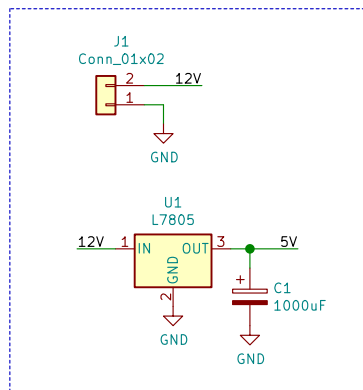 J1
Conn_01x02
2
12V
1
GND
U1
L7805
12V
1
IN
OUT
3
5V
GND
2
GND
+
C1
1000uF
GND